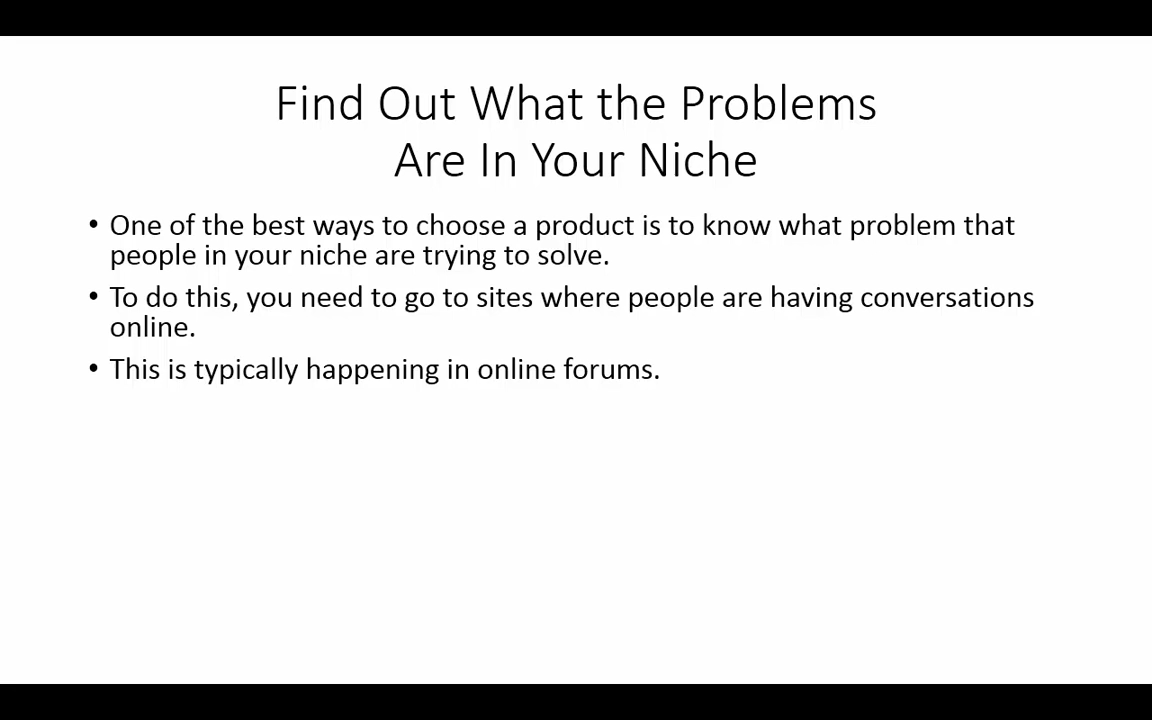 Find Out What the Problems
Are In Your Niche
• One of the best ways to choose a product is to know what problem that
people in your niche are trying to solve.
• To do this, you need to go to sites where people are having conversations
online.
• This is typically happening in online forums.